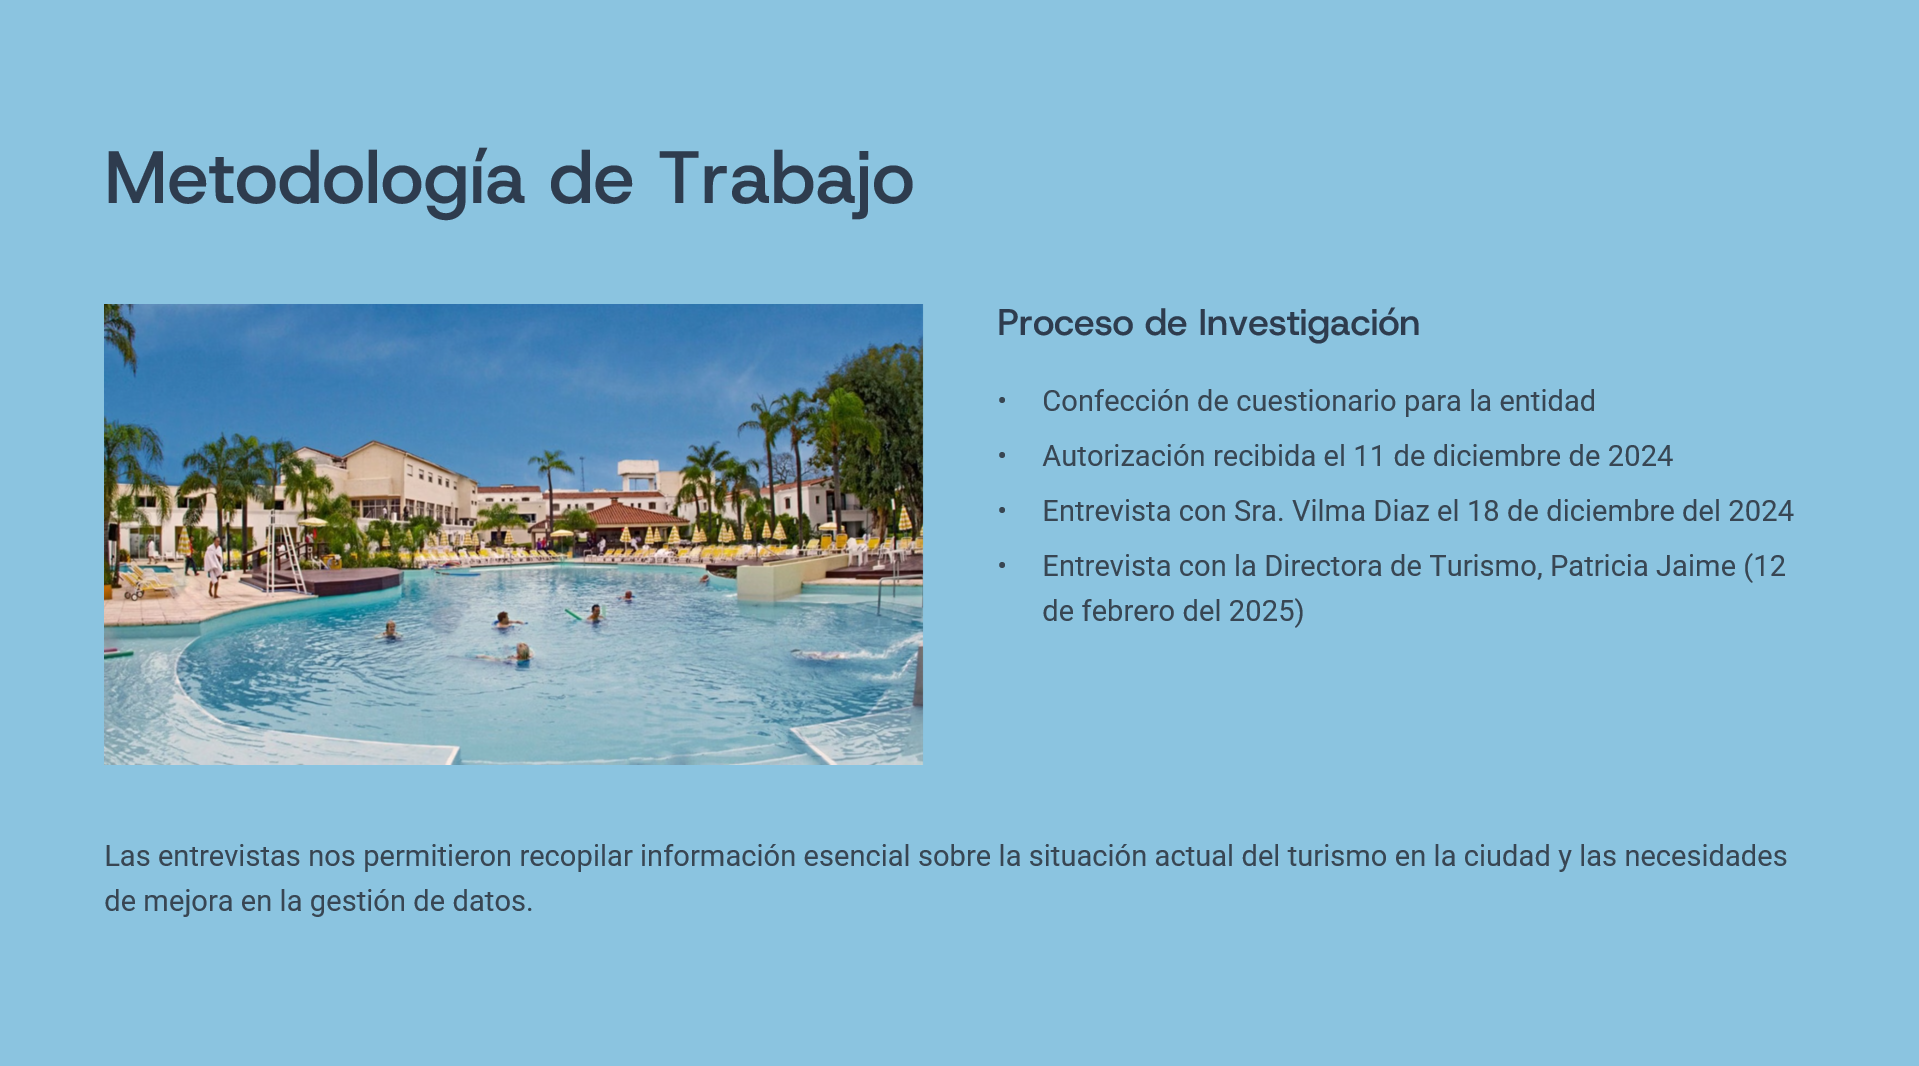 Metodología de Trabajo
Proceso de Investigación
• Confección de cuestionario para la entidad
• Autorización recibida el 11 de diciembre de 2024
• Entrevista con Sra. Vilma Diaz el 18 de diciembre del 2024
• Entrevista con la Directora de Turismo, Patricia Jaime (12
de febrero del 2025)
Las entrevistas nos permitieron recopilar información esencial sobre la situación actual del turismo en la ciudad y las necesidades
de mejora en la gestión de datos.